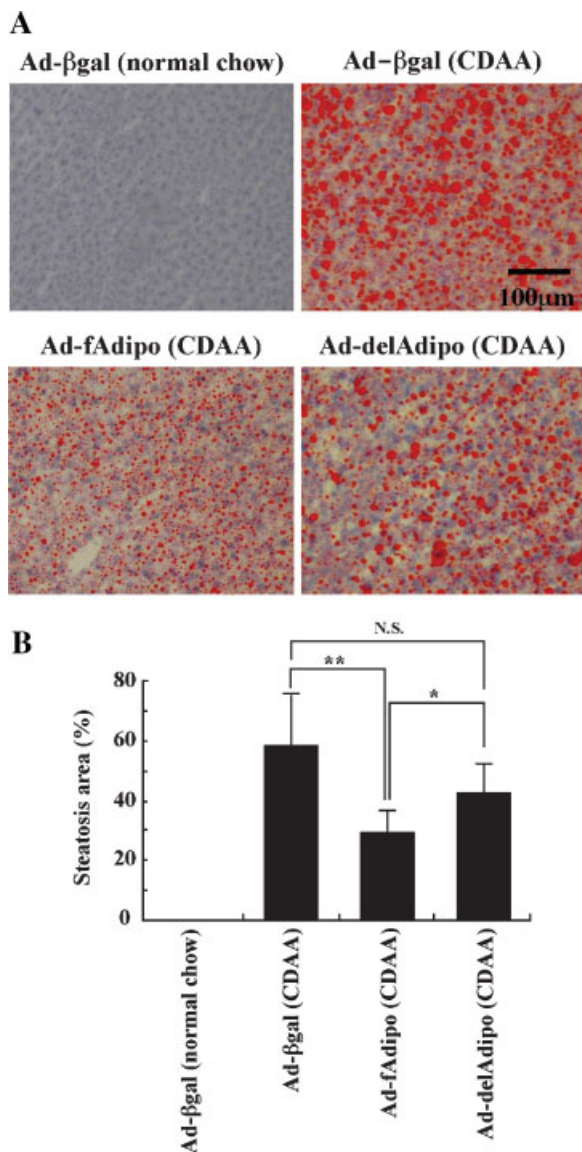 A
Ad-βgal (normal chow)
Ad-βgal (CDAA)
100μm
Ad-fAdipo (CDAA)
Ad-delAdipo (CDAA)
B
N.S.
**
*
80
60
40
20
0
Steatosis area (%)
Ad-βgal (normal chow)
Ad-βgal (CDAA)
Ad-fAdipo (CDAA)
Ad-delAdipo (CDAA)